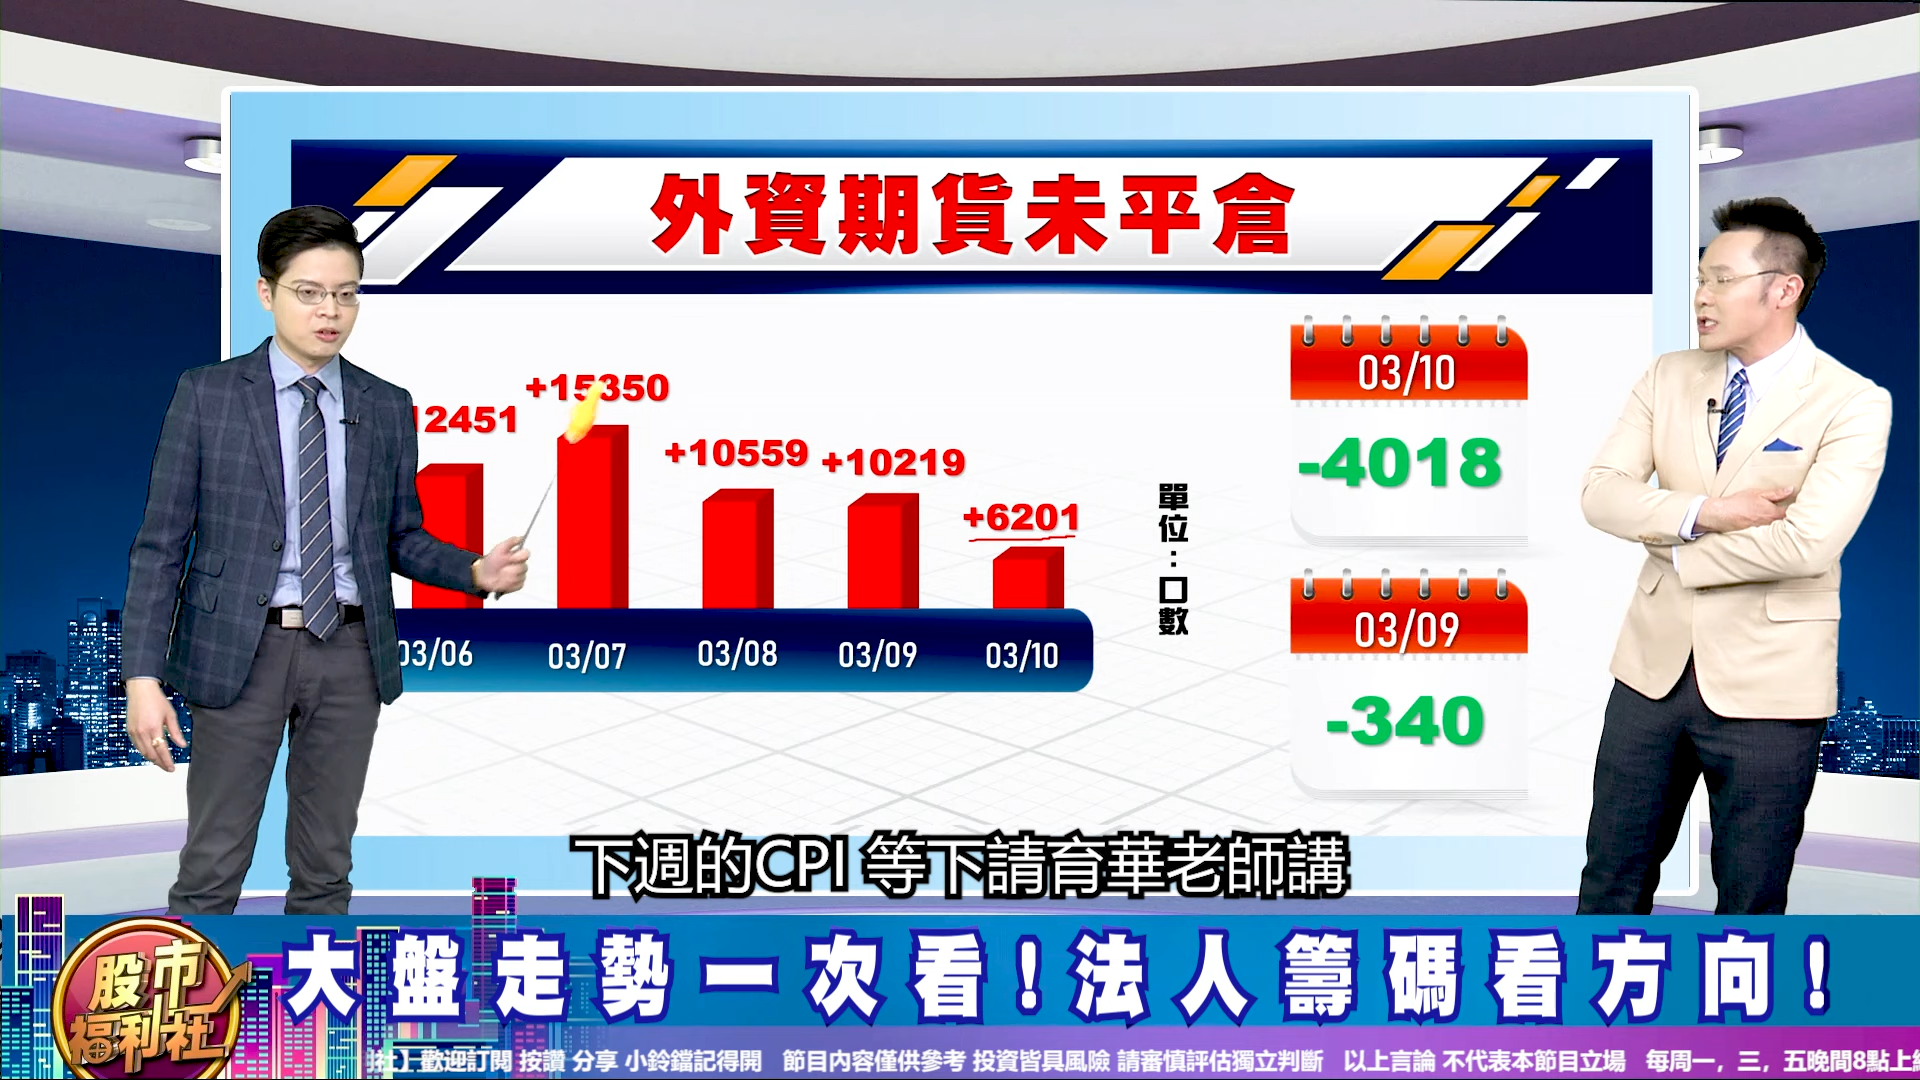 外資期貨未平倉
12451
+15350
+10559
+10219
+6201
03/06
03/07
03/08
03/09
03/10
單位：口數
03/10
-4018
03/09
-340
下週的CPI 等下請育華老師講
大盤走勢一次看!法人籌碼看方向!
股市
福利社
社】歡迎訂閱 按讚 分享 小鈴鐺記得開 節目內容僅供參考 投資皆具風險 請審慎評估獨立判斷 以上言論 不代表本節目立場 每周一，三，五晚間8點上